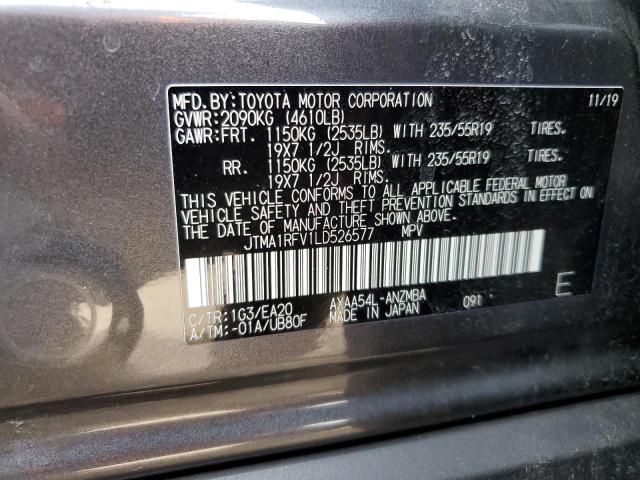 MFD.BY:TOYOTA MOTOR CORPORATION 11/19
GVWR:2090KG (4610LB)
GAWR:FRT. 1150KG (2535LB) WITH 235/55R19 TIRES.
19X7 1/2J RIMS.
RR. 1150KG (2535LB) WITH 235/55R19 TIRES.
19X7 1/2J RIMS.
THIS VEHICLE CONFORMS TO ALL APPLICABLE FEDERAL MOTOR
VEHICLE SAFETY AND THEFT PREVENTION STANDARDS IN EFFECT ON
THE DATE OF MANUFACTURE SHOWN ABOVE.
JTMA1RFV1LD526577 MPV
C/TR:1G3/EA20 AXAA54L-ANZMBA 091 E
A/TM:-01A/UB80F MADE IN JAPAN